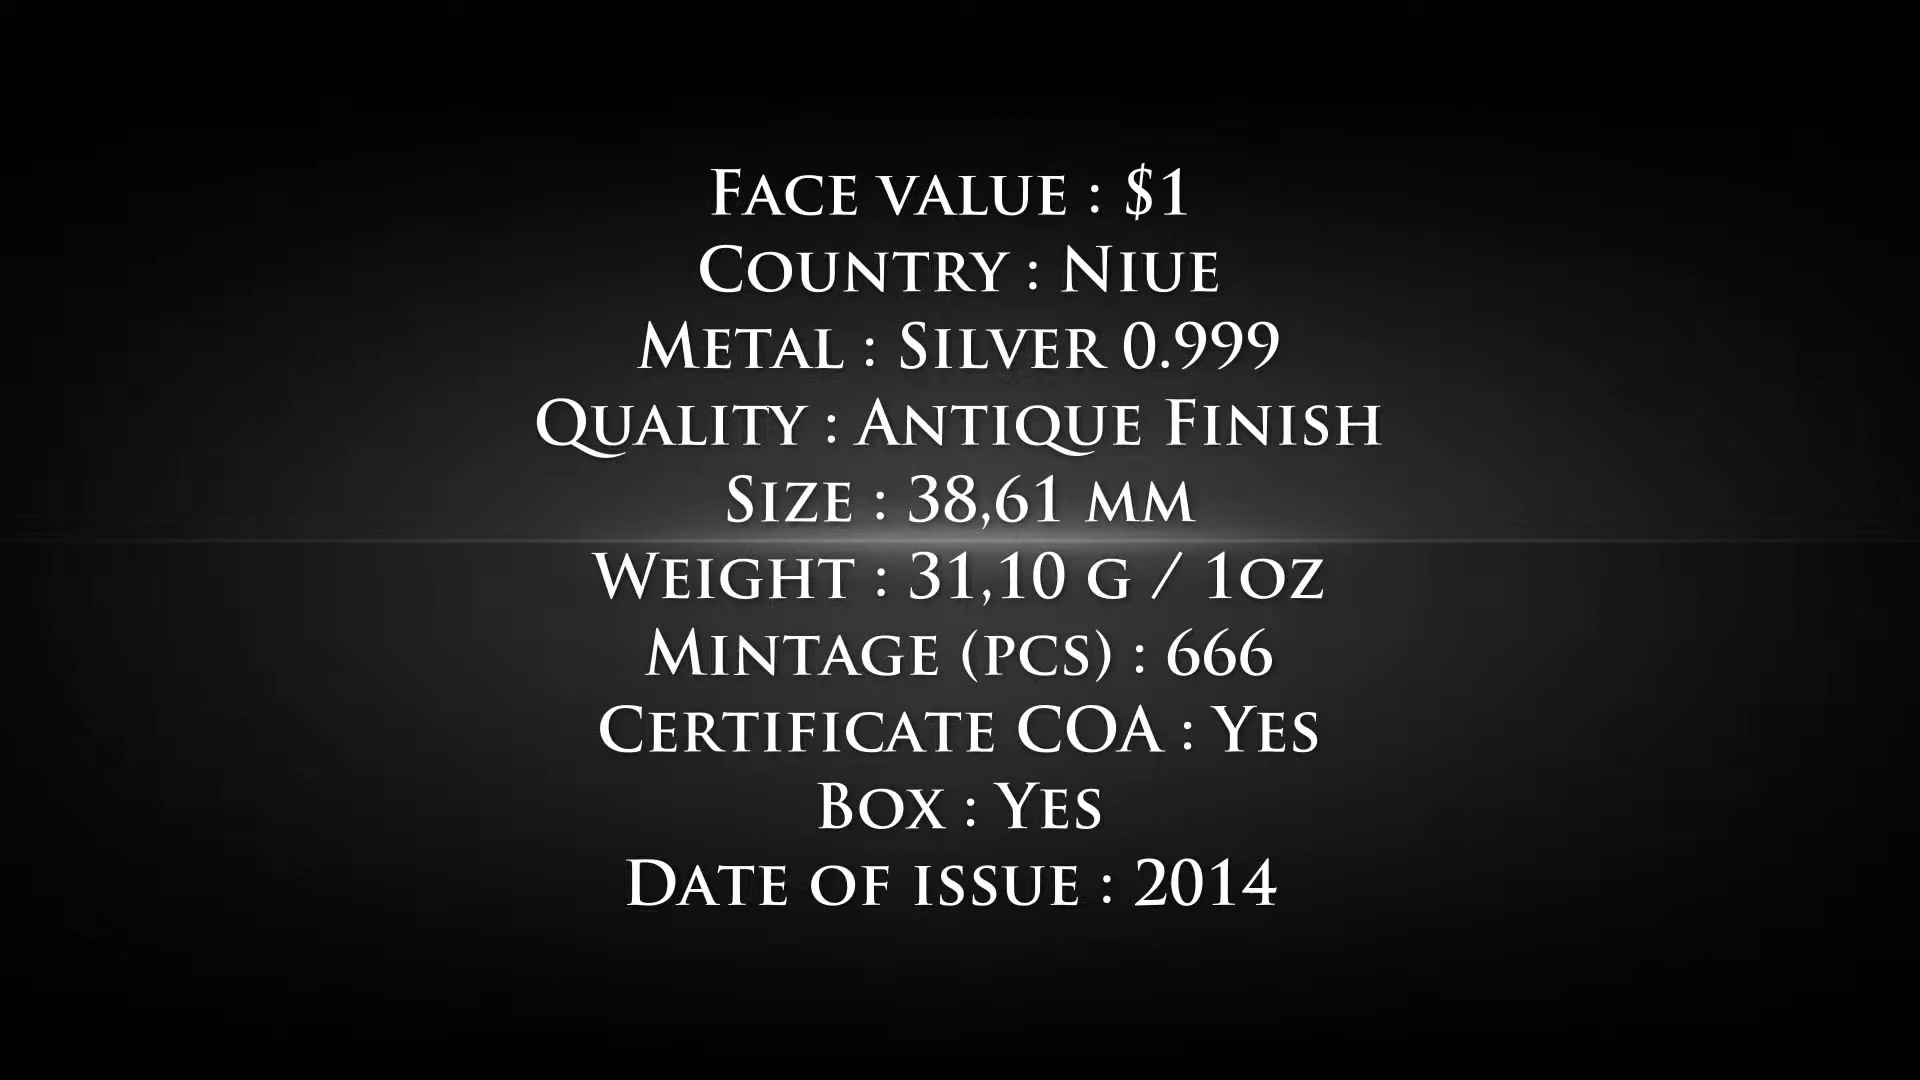 Face value : $1
Country : Niue
Metal : Silver 0.999
Quality : Antique Finish
Size : 38,61 mm
Weight : 31,10 g / 1oz
Mintage (pcs) : 666
Certificate COA : Yes
Box : Yes
Date of issue : 2014